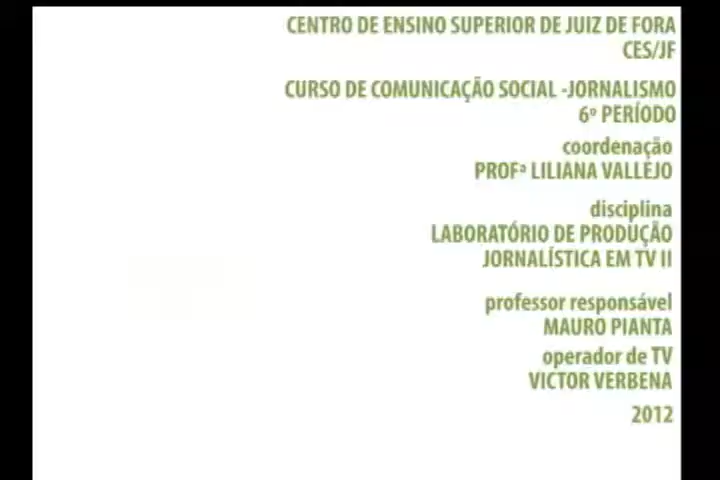 CENTRO DE ENSINO SUPERIOR DE JUIZ DE FORA
CES/JF
CURSO DE COMUNICAÇÃO SOCIAL -JORNALISMO
6º PERÍODO
coordenação
PROFª LILIANA VALLEJO
disciplina
LABORATÓRIO DE PRODUÇÃO
JORNALÍSTICA EM TV II
professor responsável
MAURO PIANTA
operador de TV
VICTOR VERBENA
2012